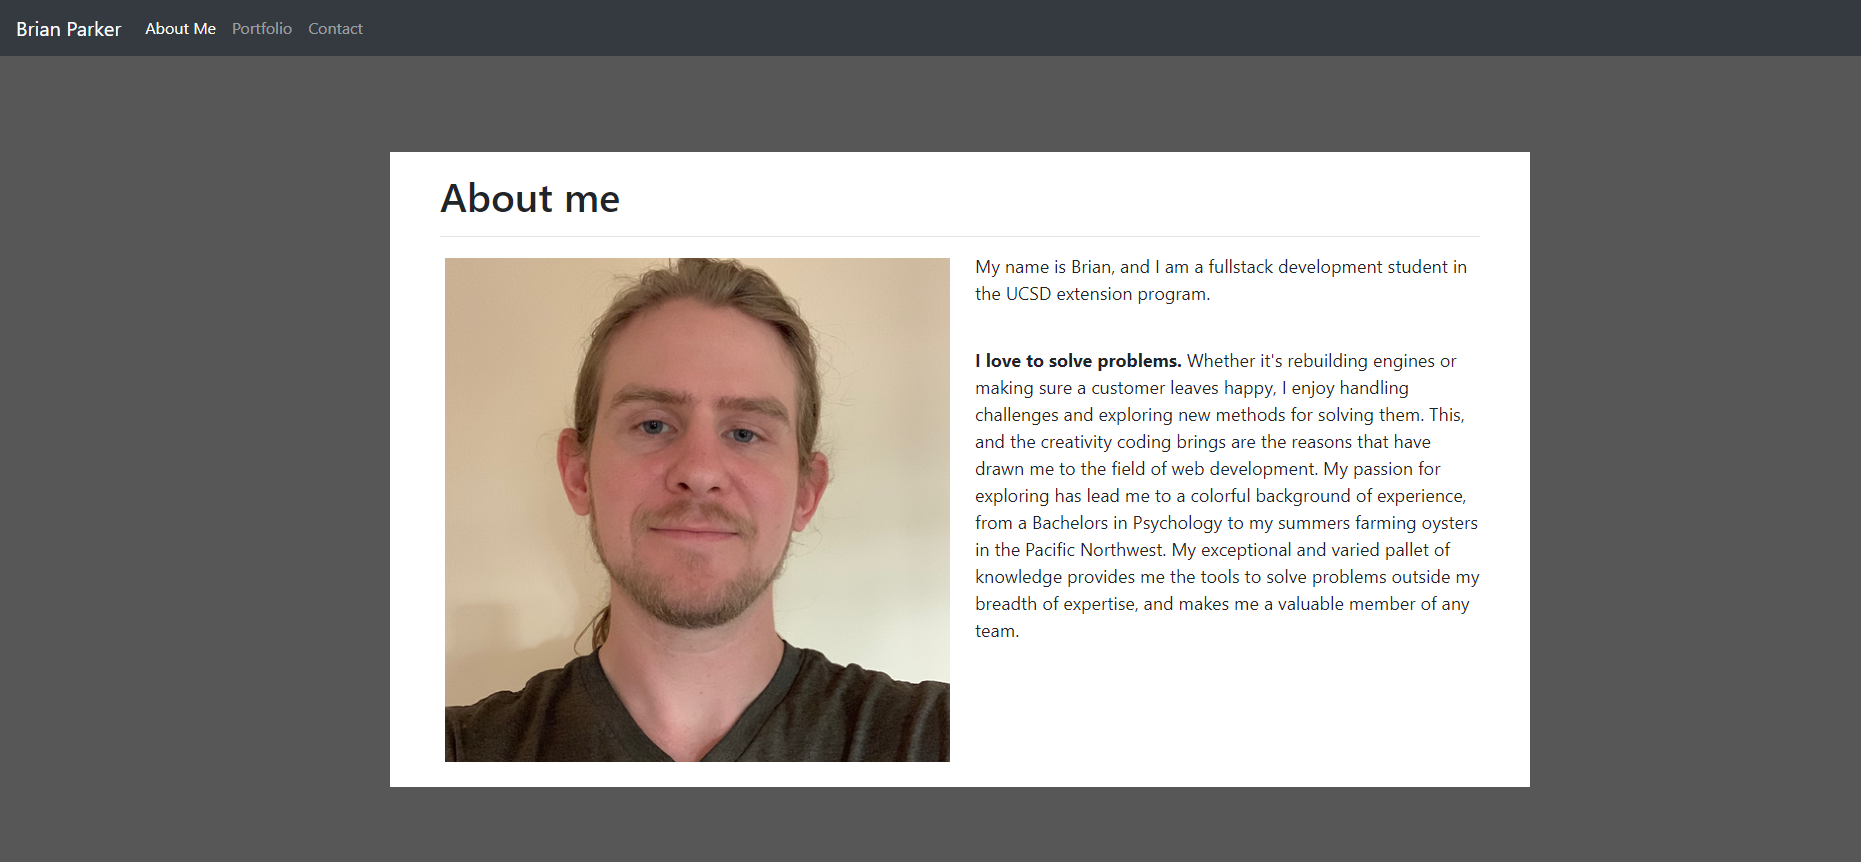 Brian Parker About Me Portfolio Contact
About me
My name is Brian, and I am a fullstack development student in
the UCSD extension program.
I love to solve problems. Whether it's rebuilding engines or
making sure a customer leaves happy, I enjoy handling
challenges and exploring new methods for solving them. This,
and the creativity coding brings are the reasons that have
drawn me to the field of web development. My passion for
exploring has lead me to a colorful background of experience,
from a Bachelors in Psychology to my summers farming oysters
in the Pacific Northwest. My exceptional and varied pallet of
knowledge provides me the tools to solve problems outside my
breadth of expertise, and makes me a valuable member of any
team.